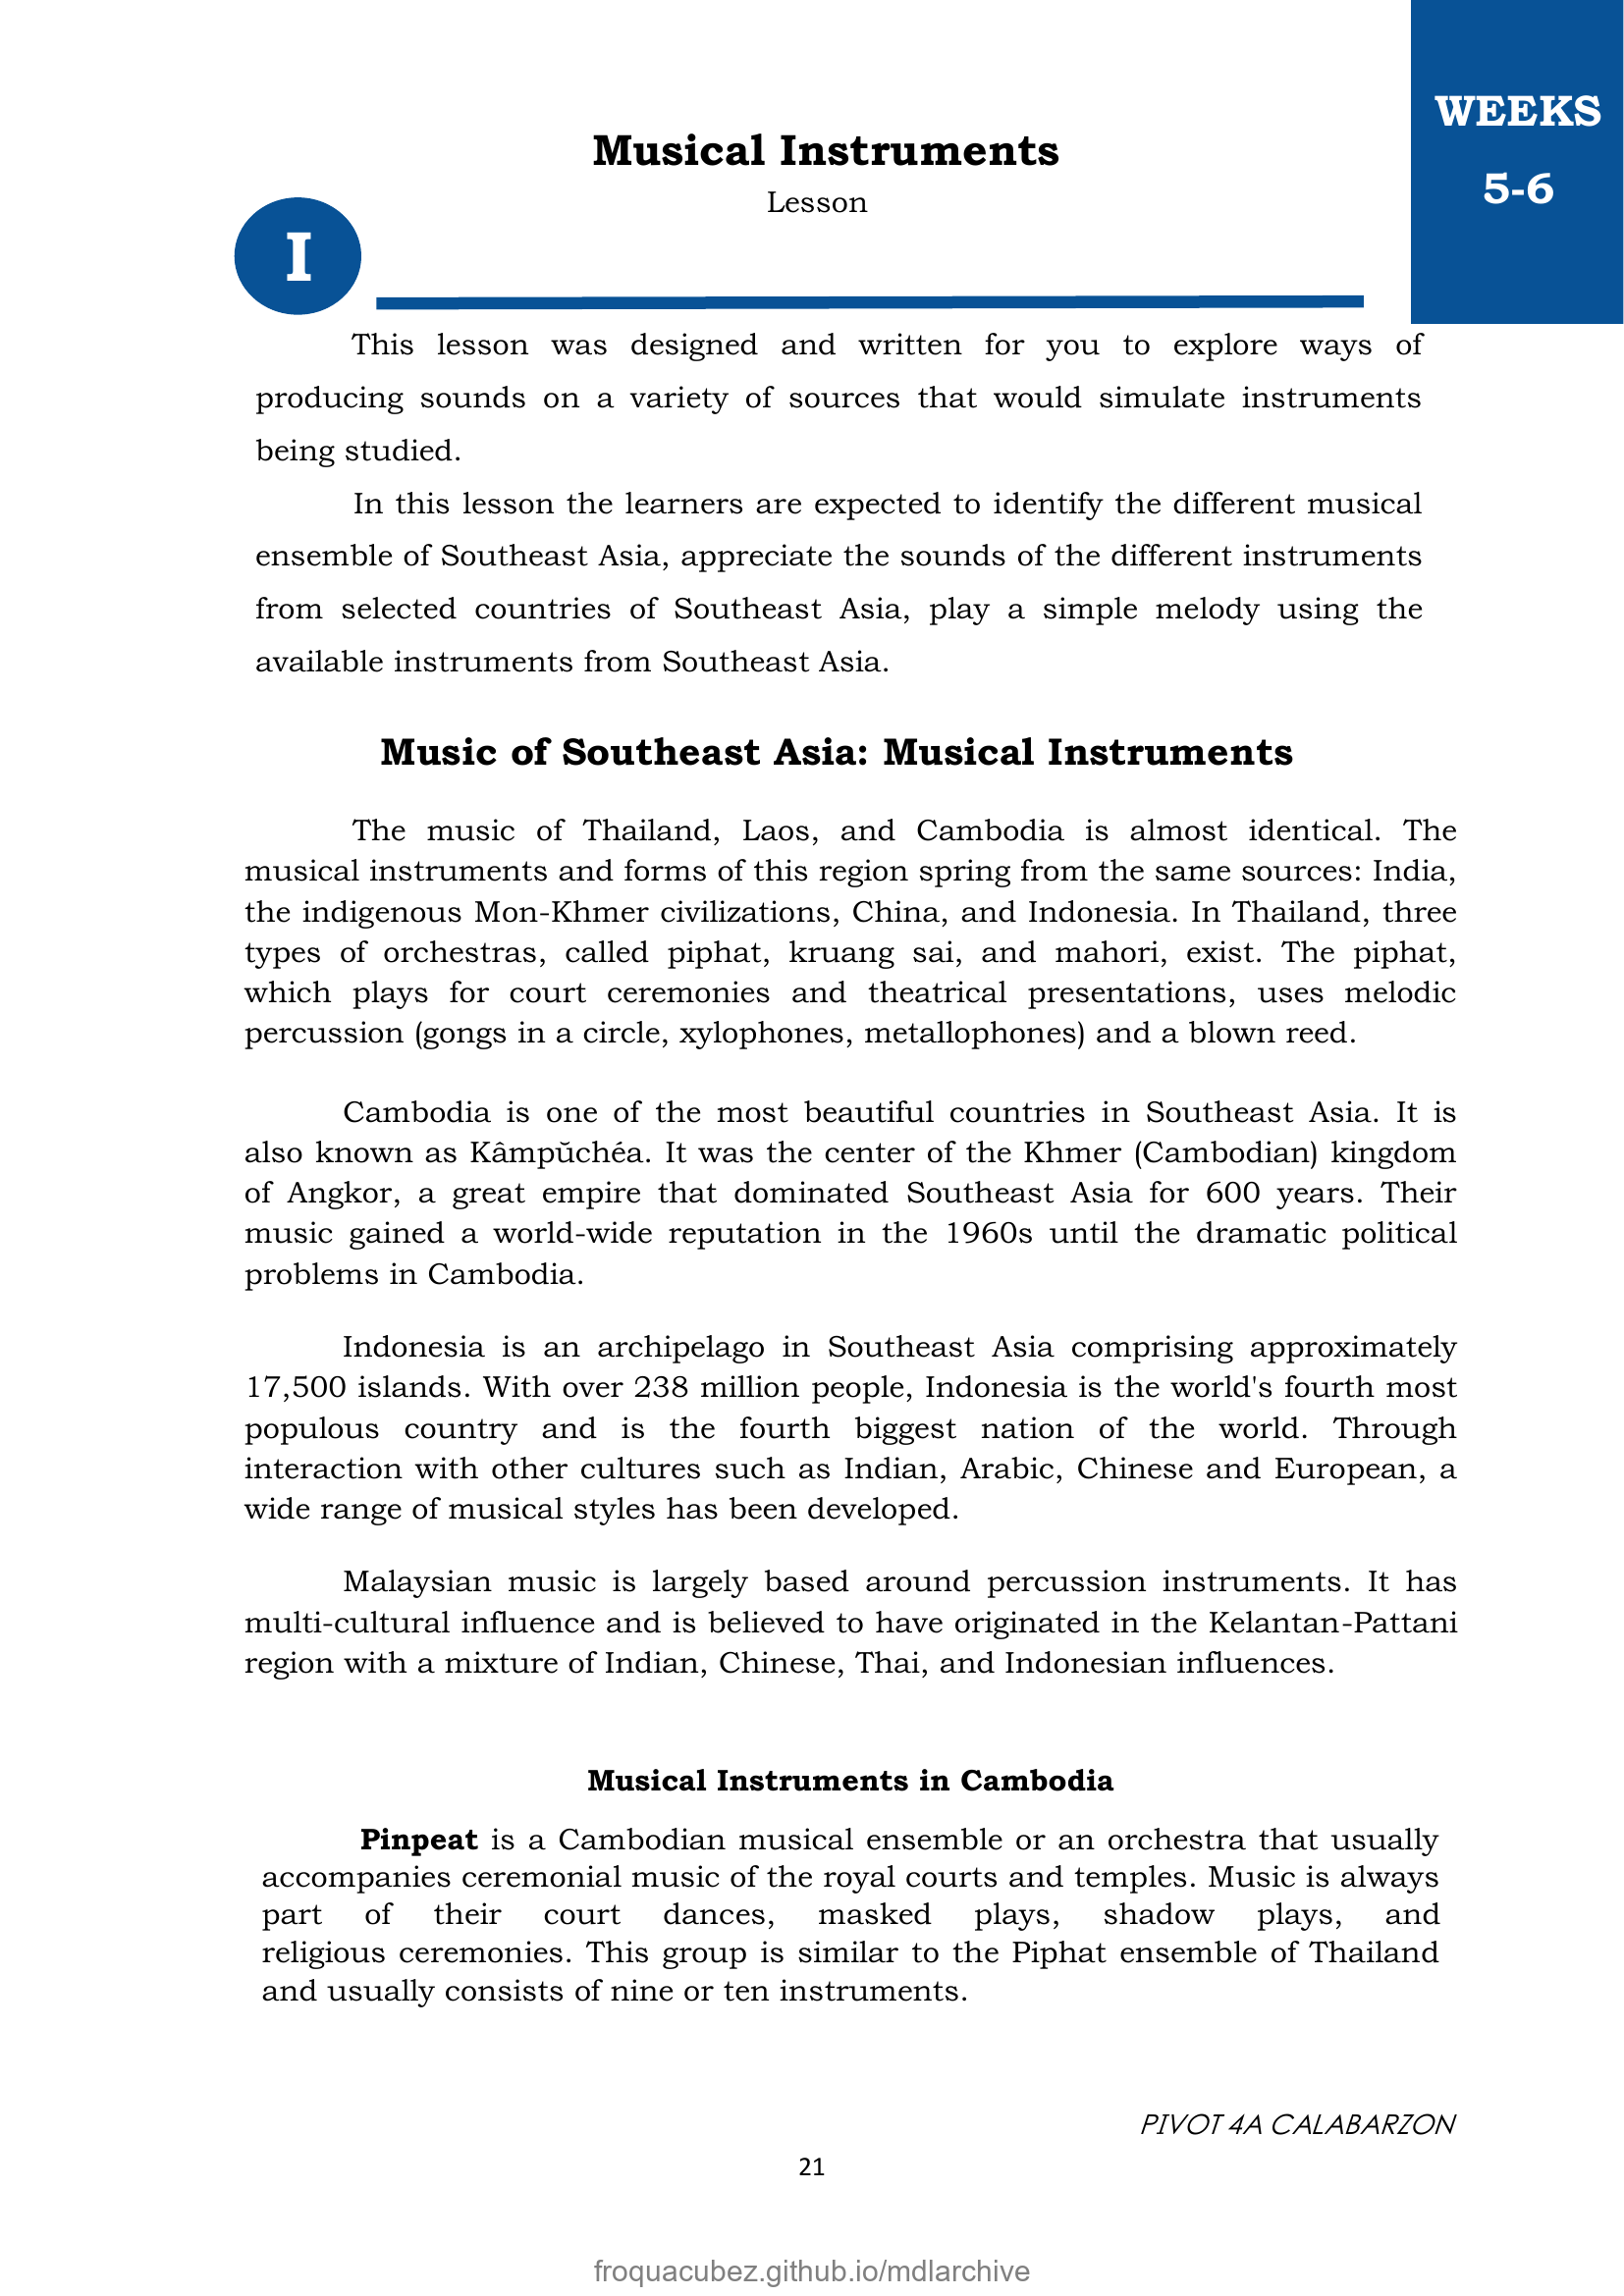 WEEKS
5-6
Musical Instruments
Lesson
I
This lesson was designed and written for you to explore ways of
producing sounds on a variety of sources that would simulate instruments
being studied.
In this lesson the learners are expected to identify the different musical
ensemble of Southeast Asia, appreciate the sounds of the different instruments
from selected countries of Southeast Asia, play a simple melody using the
available instruments from Southeast Asia.
Music of Southeast Asia: Musical Instruments
The music of Thailand, Laos, and Cambodia is almost identical. The
musical instruments and forms of this region spring from the same sources: India,
the indigenous Mon-Khmer civilizations, China, and Indonesia. In Thailand, three
types of orchestras, called piphat, kruang sai, and mahori, exist. The piphat,
which plays for court ceremonies and theatrical presentations, uses melodic
percussion (gongs in a circle, xylophones, metallophones) and a blown reed.
Cambodia is one of the most beautiful countries in Southeast Asia. It is
also known as Kâmpŭchéa. It was the center of the Khmer (Cambodian) kingdom
of Angkor, a great empire that dominated Southeast Asia for 600 years. Their
music gained a world-wide reputation in the 1960s until the dramatic political
problems in Cambodia.
Indonesia is an archipelago in Southeast Asia comprising approximately
17,500 islands. With over 238 million people, Indonesia is the world's fourth most
populous country and is the fourth biggest nation of the world. Through
interaction with other cultures such as Indian, Arabic, Chinese and European, a
wide range of musical styles has been developed.
Malaysian music is largely based around percussion instruments. It has
multi-cultural influence and is believed to have originated in the Kelantan-Pattani
region with a mixture of Indian, Chinese, Thai, and Indonesian influences.
Musical Instruments in Cambodia
Pinpeat is a Cambodian musical ensemble or an orchestra that usually
accompanies ceremonial music of the royal courts and temples. Music is always
part of their court dances, masked plays, shadow plays, and
religious ceremonies. This group is similar to the Piphat ensemble of Thailand
and usually consists of nine or ten instruments.
PIVOT 4A CALABARZON
21
froquacubez.github.io/mdlarchive